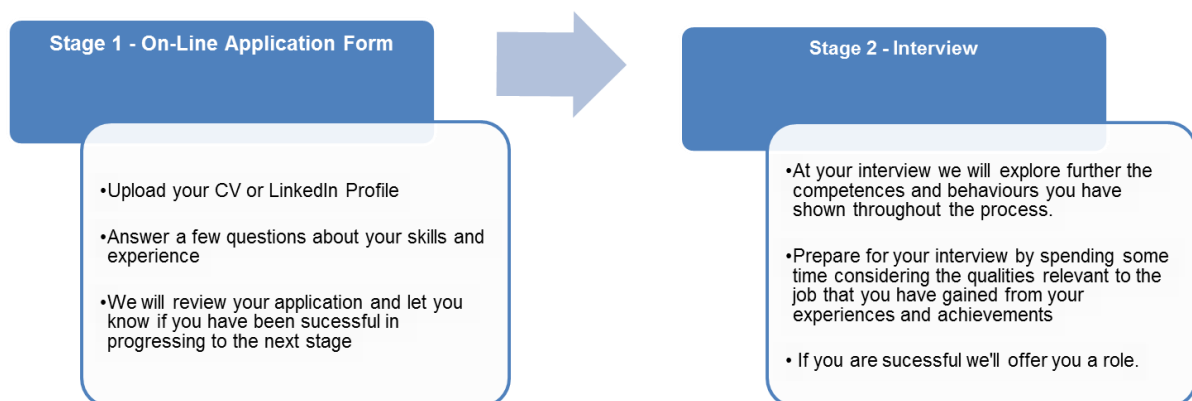 Stage 1 - On-Line Application Form
•Upload your CV or LinkedIn Profile
•Answer a few questions about your skills and
experience
•We will review your application and let you
know if you have been sucessful in
progressing to the next stage
Stage 2 - Interview
•At your interview we will explore further the
competences and behaviours you have
shown throughout the process.
•Prepare for your interview by spending some
time considering the qualities relevant to the
job that you have gained from your
experiences and achievements
• If you are sucessful we'll offer you a role.